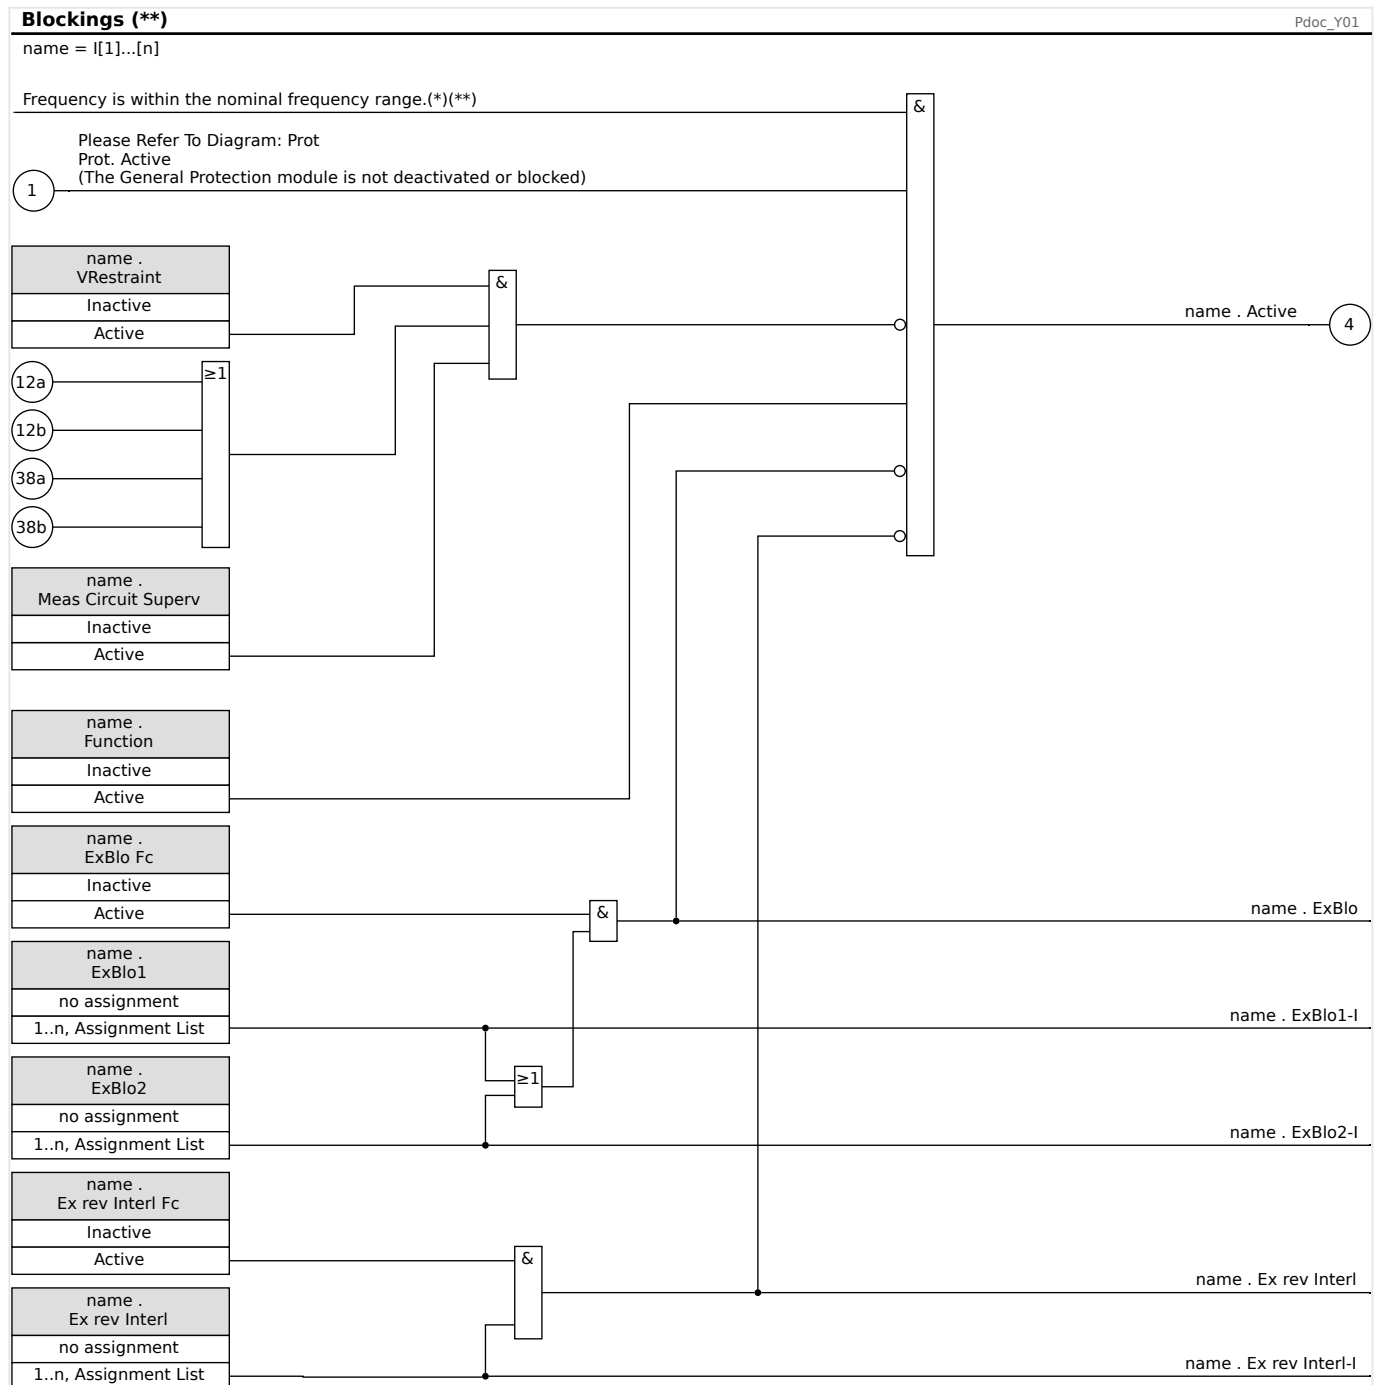 Blockings (**)
Pdoc_Y01
name = I[1]...[n]
Frequency is within the nominal frequency range.(*)(**)
&
Please Refer To Diagram: Prot
Prot. Active
(The General Protection module is not deactivated or blocked)
1
name .
VRestraint
Inactive
Active
&
name . Active
4
12a
12b
38a
38b
≥1
name .
Meas Circuit Superv
Inactive
Active
name .
Function
Inactive
Active
name .
ExBlo Fc
Inactive
Active
&
name . ExBlo
name .
ExBlo1
no assignment
1..n, Assignment List
name . ExBlo1-I
≥1
name .
ExBlo2
no assignment
1..n, Assignment List
name . ExBlo2-I
name .
Ex rev Interl Fc
Inactive
Active
&
name . Ex rev Interl
name .
Ex rev Interl
no assignment
1..n, Assignment List
name . Ex rev Interl-I